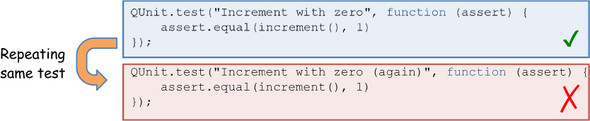 QUnit.test("Increment with zero", function (assert) {
    assert.equal(increment(), 1)
});
Repeating
same test
QUnit.test("Increment with zero (again)", function (assert) {
    assert.equal(increment(), 1)
});